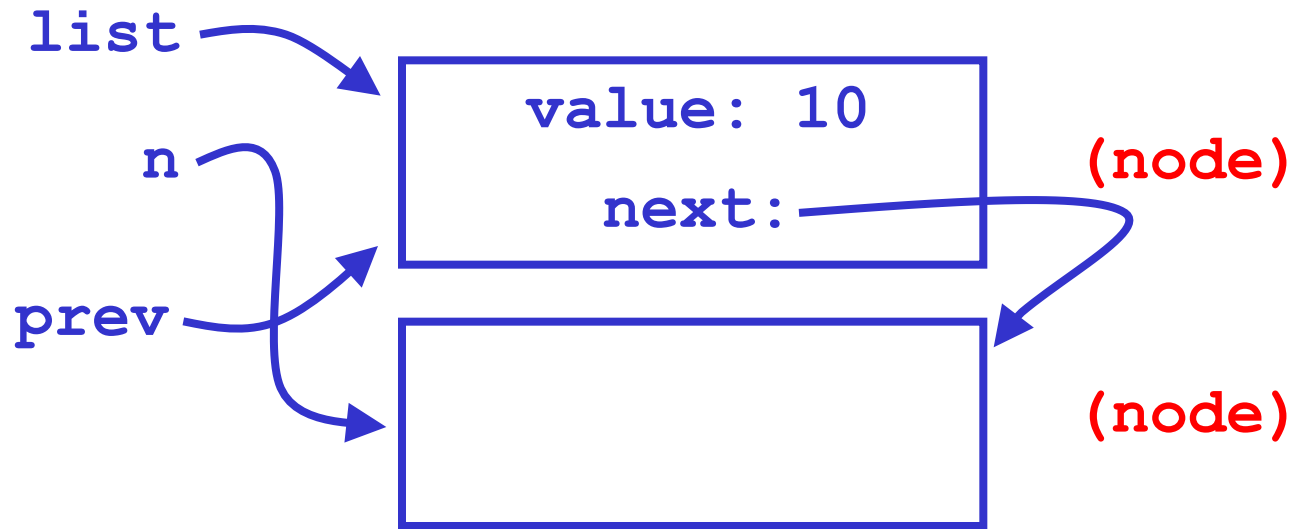 list
value: 10
n
(node)
next:
prev
(node)